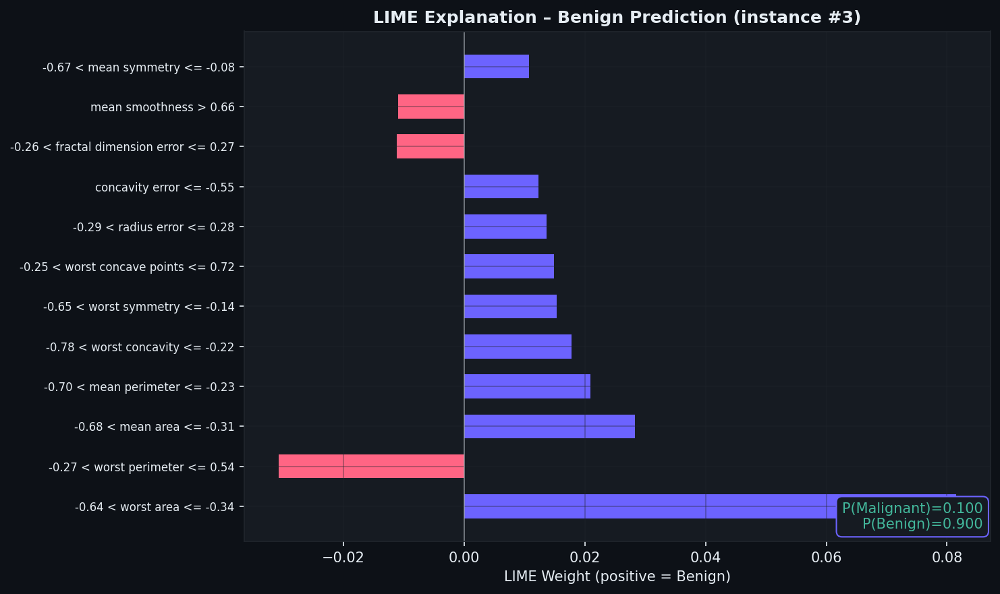 LIME Explanation – Benign Prediction (instance #3)
-0.67 < mean symmetry <= -0.08
mean smoothness > 0.66
-0.26 < fractal dimension error <= 0.27
concavity error <= -0.55
-0.29 < radius error <= 0.28
-0.25 < worst concave points <= 0.72
-0.65 < worst symmetry <= -0.14
-0.78 < worst concavity <= -0.22
-0.70 < mean perimeter <= -0.23
-0.68 < mean area <= -0.31
-0.27 < worst perimeter <= 0.54
-0.64 < worst area <= -0.34
P(Malignant)=0.100
P(Benign)=0.900
−0.02 0.00 0.02 0.04 0.06 0.08
LIME Weight (positive = Benign)